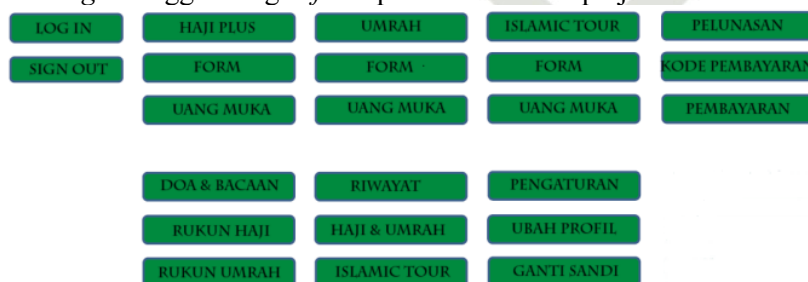 LOG IN HAJI PLUS UMRAH ISLAMIC TOUR PELUNASAN
SIGN OUT FORM FORM FORM KODE PEMBAYARAN
UANG MUKA UANG MUKA UANG MUKA PEMBAYARAN
DOA & BACAAN RIWAYAT PENGATURAN
RUKUN HAJI HAJI & UMRAH UBAH PROFIL
RUKUN UMRAH ISLAMIC TOUR GANTI SANDI